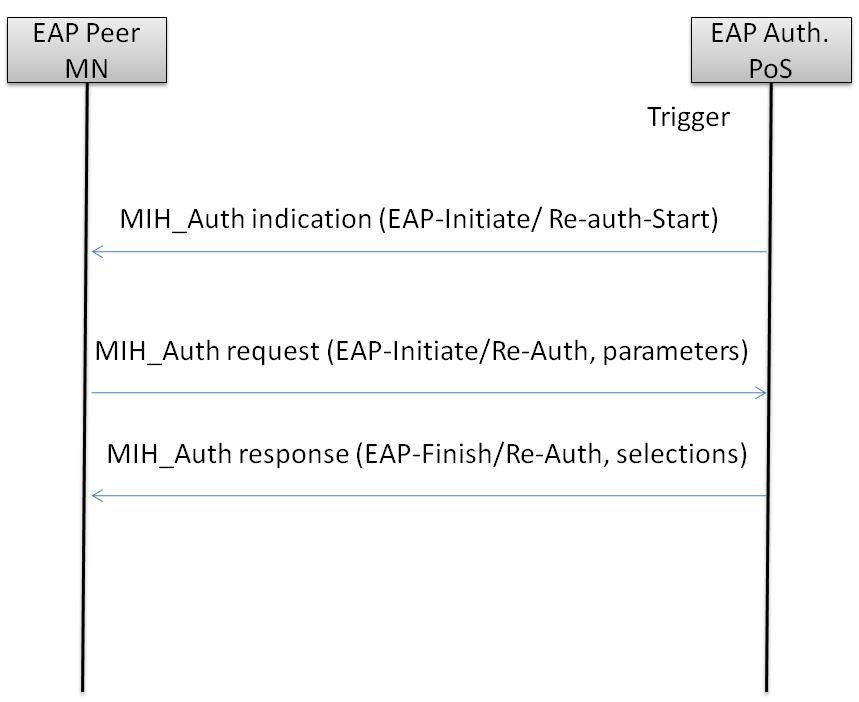 EAP Peer
MN
EAP Auth.
PoS
Trigger
MIH_Auth indication (EAP-Initiate/ Re-auth-Start)
MIH_Auth request (EAP-Initiate/Re-Auth, parameters)
MIH_Auth response (EAP-Finish/Re-Auth, selections)